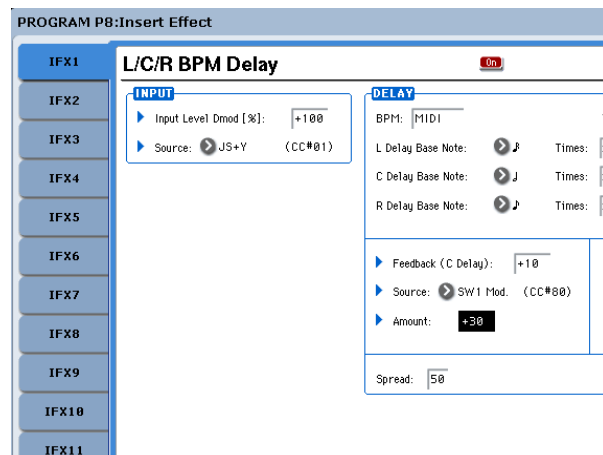 PROGRAM P8:Insert Effect
IFX1
IFX2
IFX3
IFX4
IFX5
IFX6
IFX7
IFX8
IFX9
IFX10
IFX11
L/C/R BPM Delay
On
INPUT
Input Level Dmod [%]: +100
Source: JS+Y (CC#01)
DELAY
BPM: MIDI
L Delay Base Note: ♪ Times:
C Delay Base Note: ♩ Times:
R Delay Base Note: ♪ Times:
Feedback (C Delay): +10
Source: SW1 Mod. (CC#80)
Amount: +30
Spread: 50